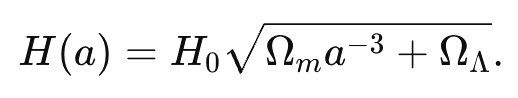 H(a) = H₀√(Ωₘa⁻³ + Ω_Λ).